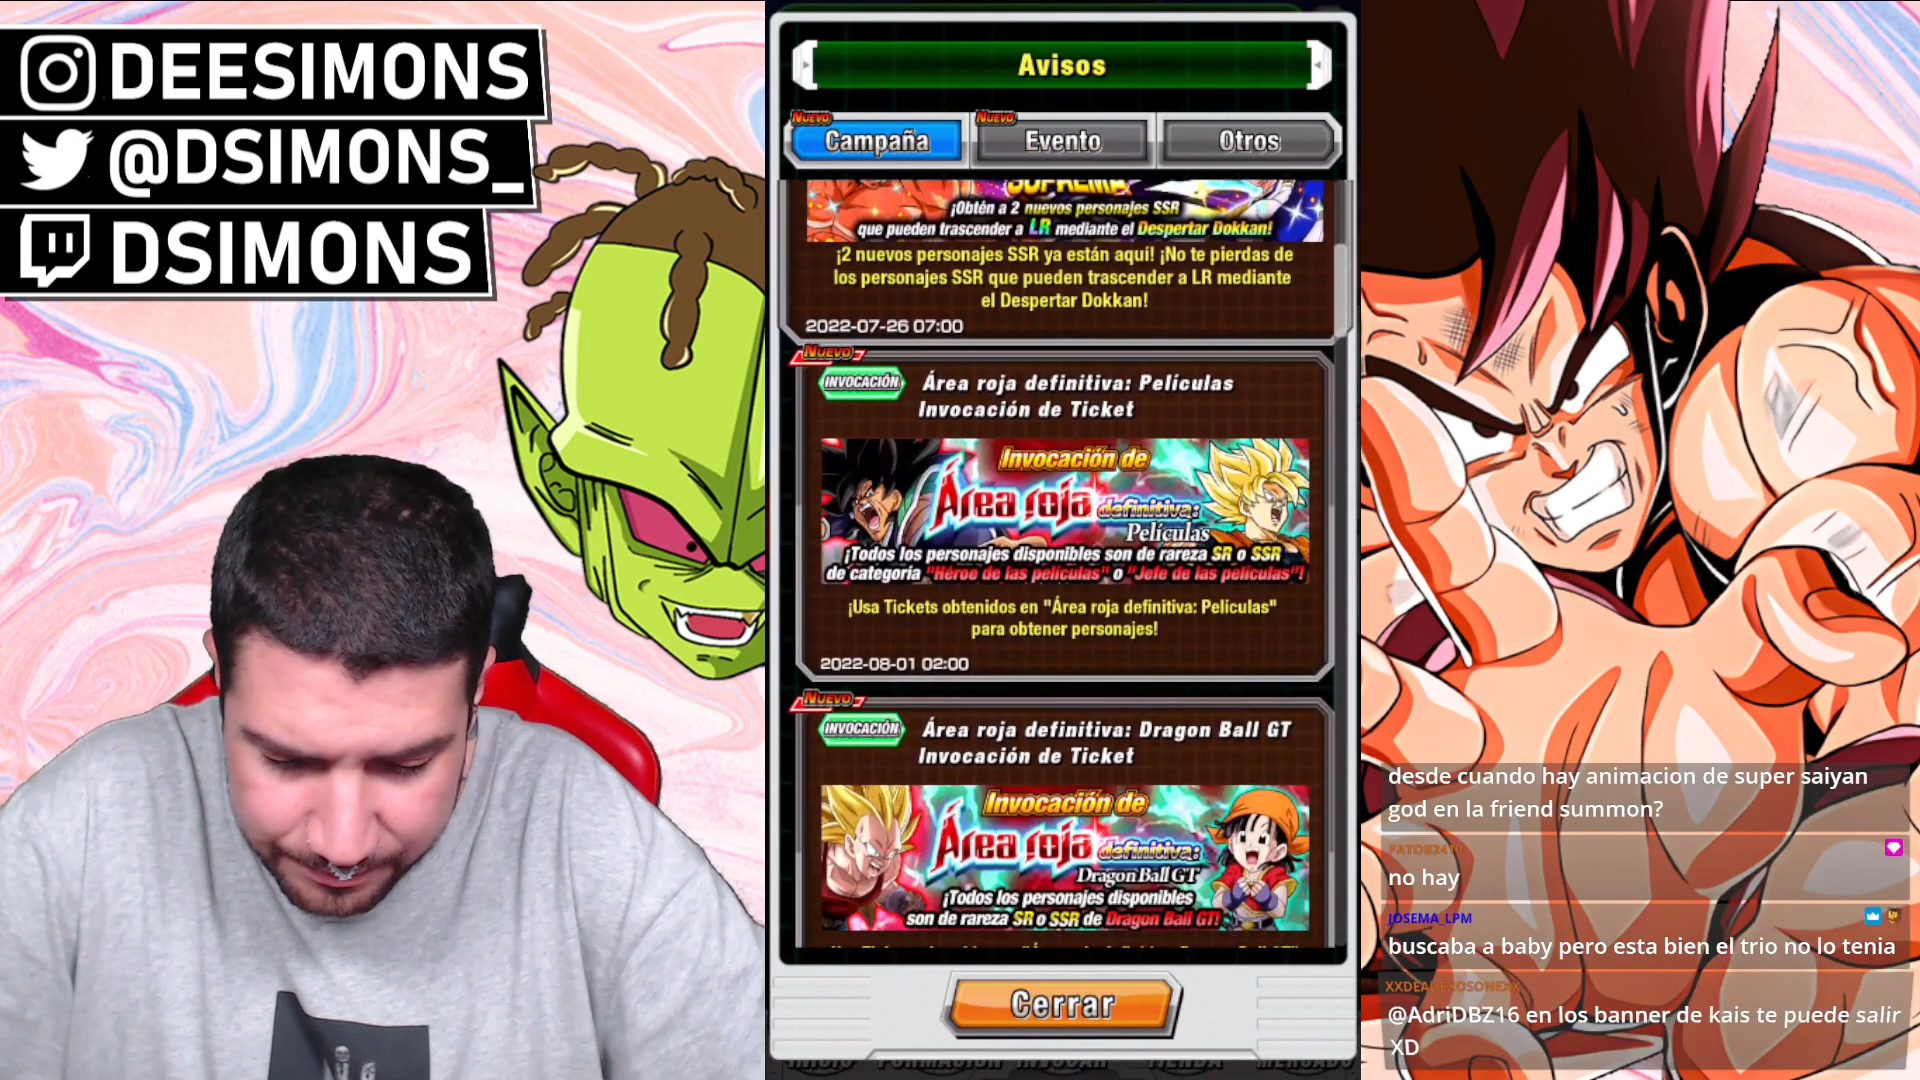 DEESIMONS
@DSIMONS_
DSIMONS
Avisos
NUEVO
Campaña
NUEVO
Evento
Otros
SUPREMA
¡Obtén a 2 nuevos personajes SSR
que pueden trascender a LR mediante el Despertar Dokkan!
¡2 nuevos personajes SSR ya están aquí! ¡No te pierdas de
los personajes SSR que pueden trascender a LR mediante
el Despertar Dokkan!
2022-07-26 07:00
NUEVO
INVOCACIÓN
Área roja definitiva: Películas
Invocación de Ticket
Invocación de
Área roja definitiva:
Películas
¡Todos los personajes disponibles son de rareza SR o SSR
de categoría "Héroe de las películas" o "Jefe de las películas"!
¡Usa Tickets obtenidos en "Área roja definitiva: Películas"
para obtener personajes!
2022-08-01 02:00
NUEVO
INVOCACIÓN
Área roja definitiva: Dragon Ball GT
Invocación de Ticket
Invocación de
Área roja definitiva:
Dragon Ball GT
¡Todos los personajes disponibles
son de rareza SR o SSR de Dragon Ball GT!
Cerrar
INICIO FORMACIÓN INVOCAR TIENDA
desde cuando hay animacion de super saiyan
god en la friend summon?
no hay
JOSEMA_LPM
buscaba a baby pero esta bien el trio no lo tenia
@AdriDBZ16 en los banner de kais te puede salir
XD